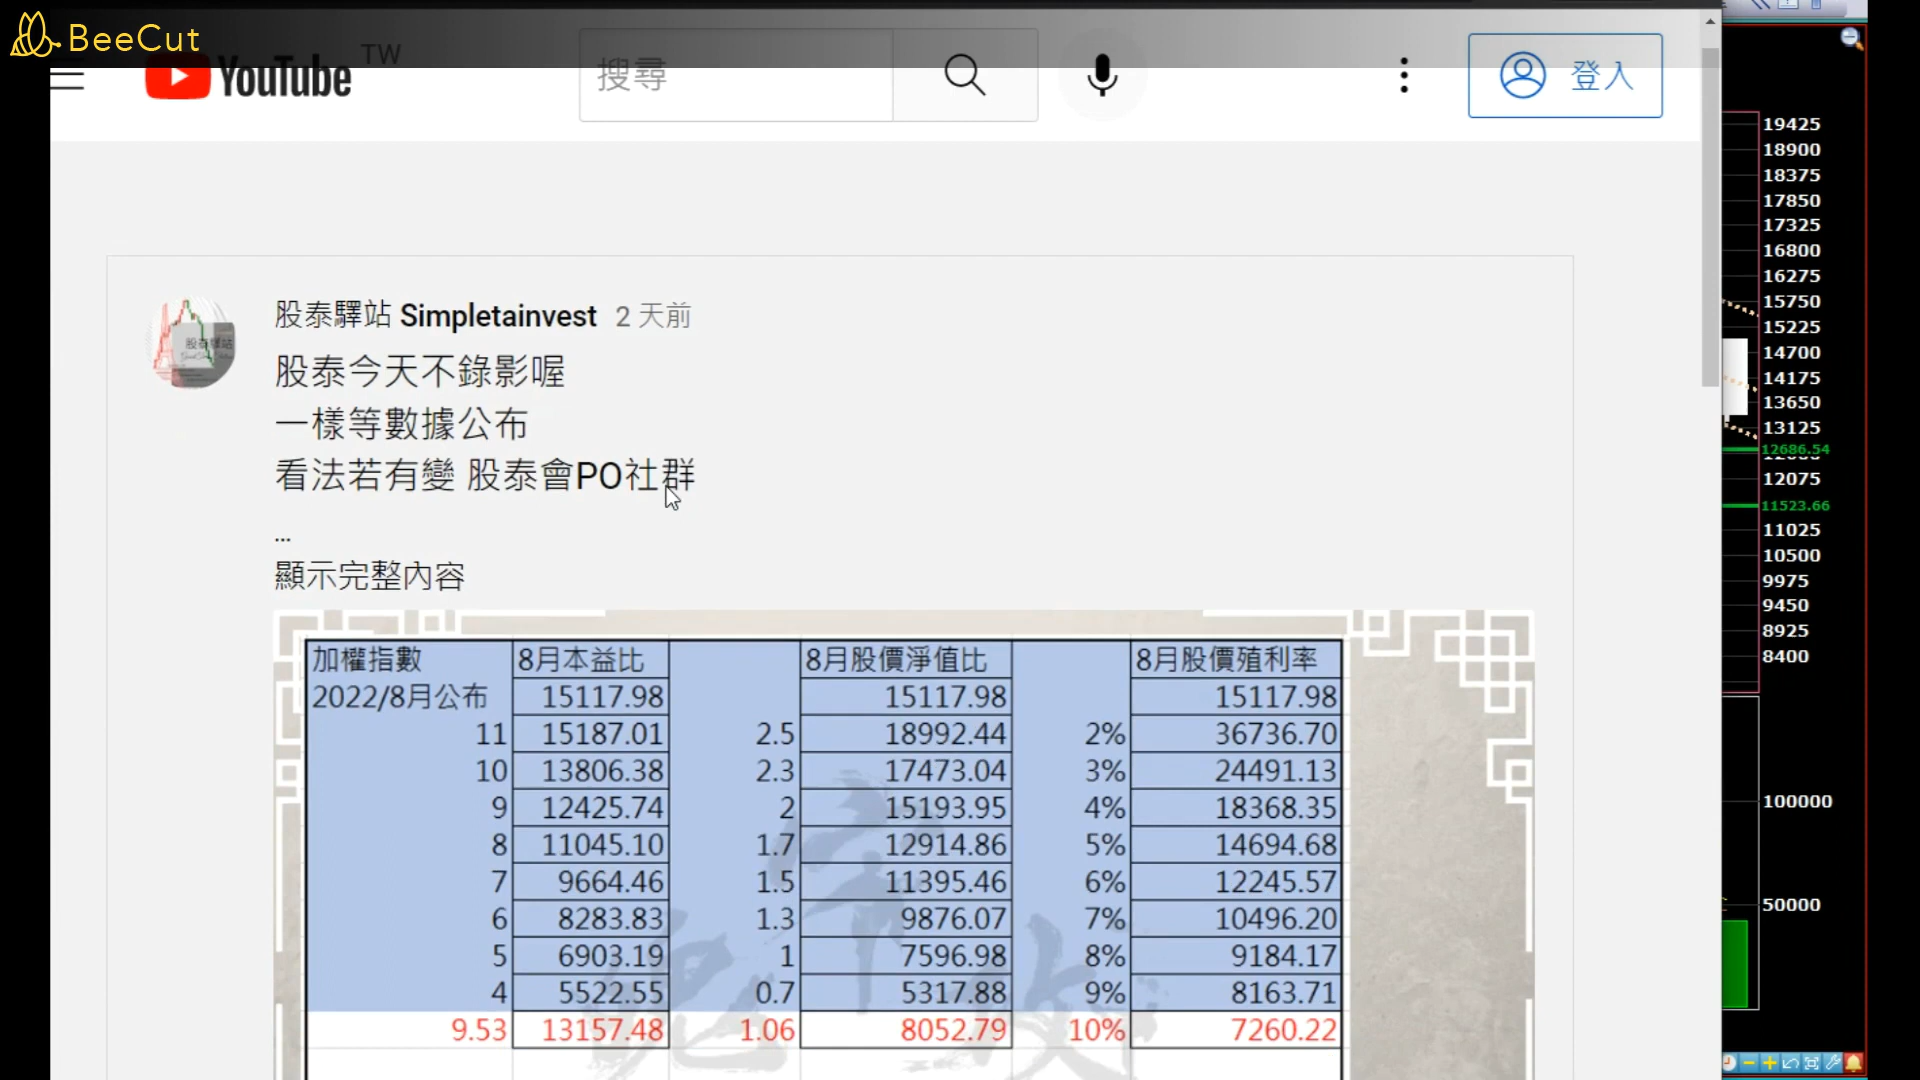 BeeCut
YouTube TW
搜尋
登入
股泰驛站 Simpletainvest 2 天前
股泰今天不錄影喔
一樣等數據公布
看法若有變 股泰會PO社群
...
顯示完整內容
加權指數 8月本益比 8月股價淨值比 8月股價殖利率
2022/8月公布 15117.98 15117.98 15117.98
11 15187.01 2.5 18992.44 2% 36736.70
10 13806.38 2.3 17473.04 3% 24491.13
9 12425.74 2 15193.95 4% 18368.35
8 11045.10 1.7 12914.86 5% 14694.68
7 9664.46 1.5 11395.46 6% 12245.57
6 8283.83 1.3 9876.07 7% 10496.20
5 6903.19 1 7596.98 8% 9184.17
4 5522.55 0.7 5317.88 9% 8163.71
9.53 13157.48 1.06 8052.79 10% 7260.22
19425
18900
18375
17850
17325
16800
16275
15750
15225
14700
14175
13650
13125
12686.54
12075
11523.66
11025
10500
9975
9450
8925
8400
100000
50000